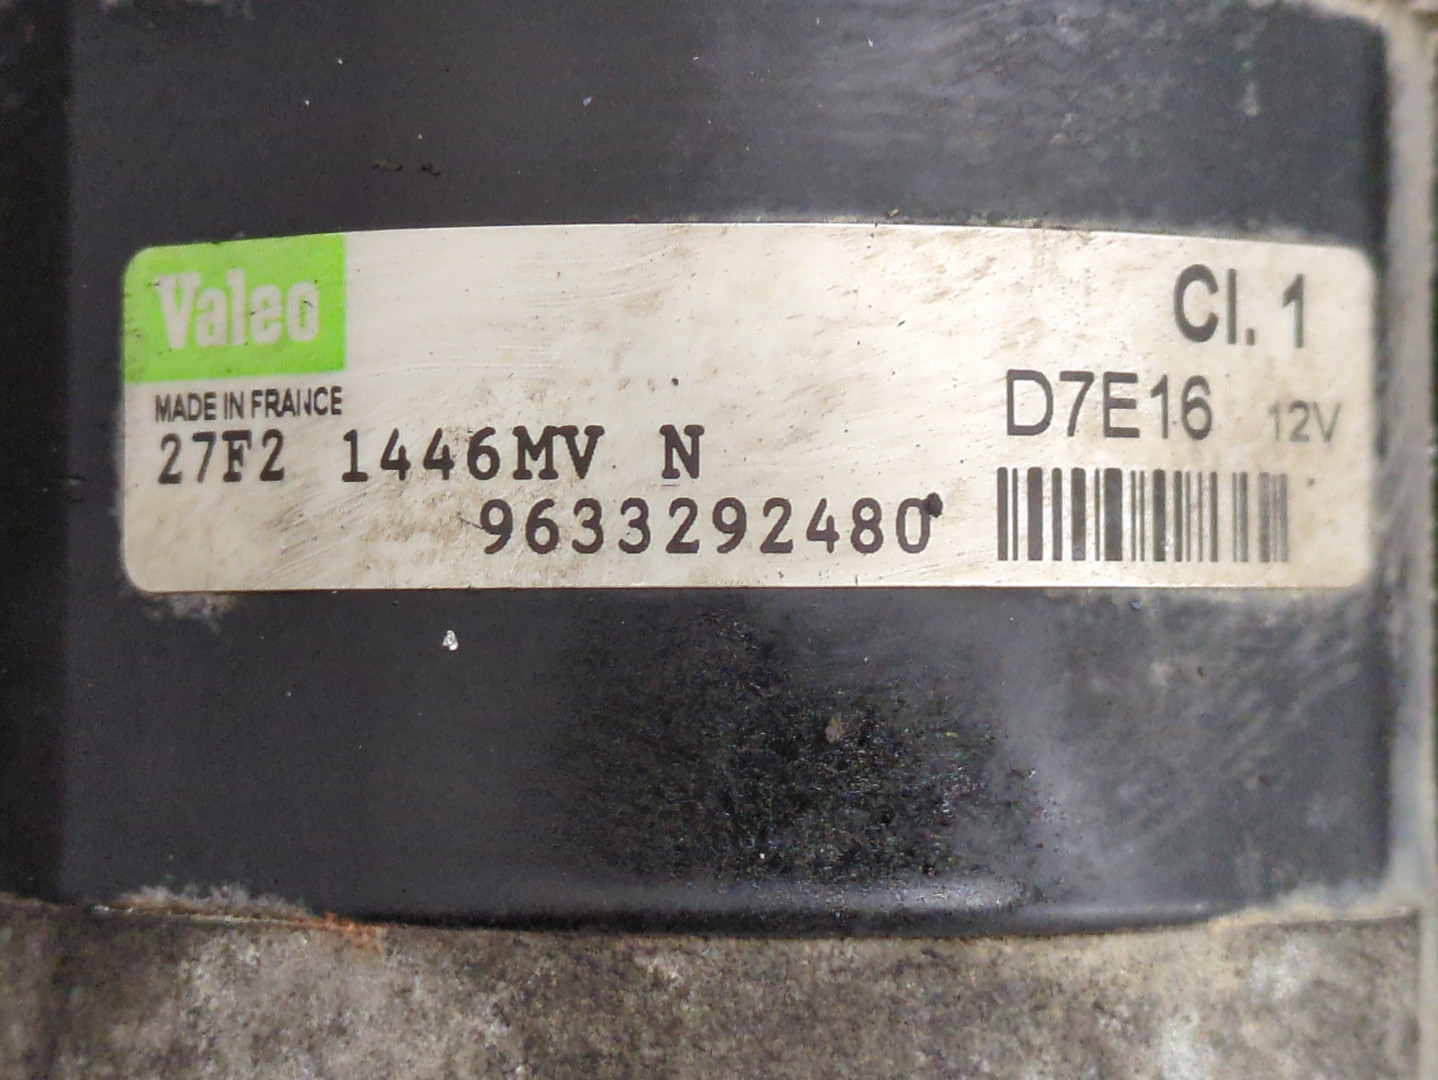 Valeo
Cl. 1
MADE IN FRANCE
D7E16 12V
27F2 1446MV N
9633292480